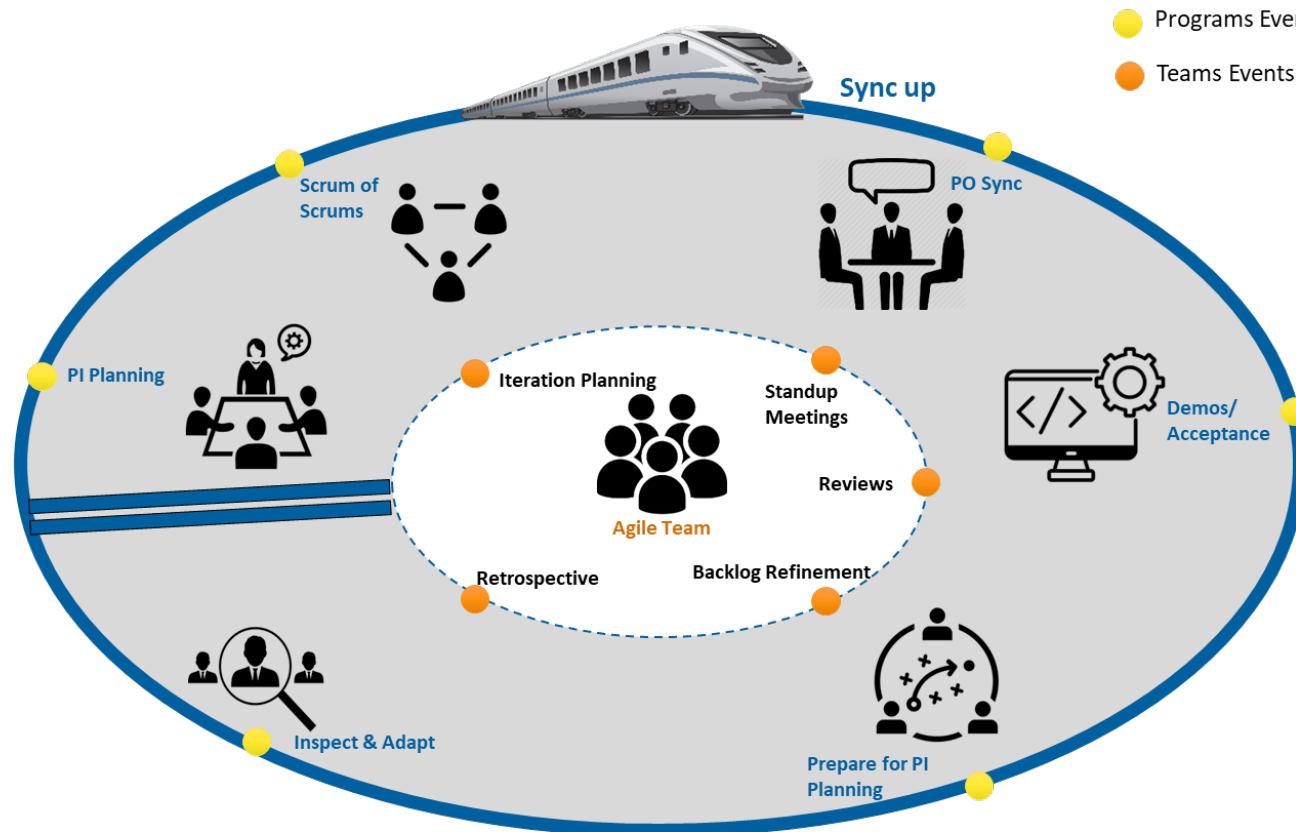 Programs
Teams Events
Sync up
Scrum of
Scrums
PO Sync
PI Planning
Iteration Planning
Standup
Meetings
Demos/
Acceptance
Reviews
Agile Team
Retrospective
Backlog Refinement
Inspect & Adapt
Prepare for PI
Planning